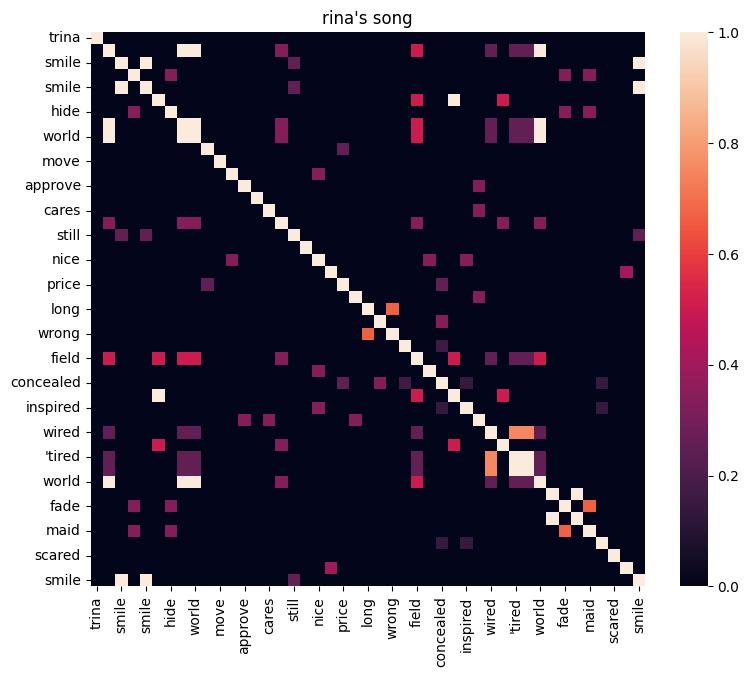 rina's song
trina
smile
smile
hide
world
move
approve
cares
still
nice
price
long
wrong
field
concealed
inspired
wired
'tired
world
fade
maid
scared
smile
1.0
0.8
0.6
0.4
0.2
0.0
trina
smile
smile
hide
world
move
approve
cares
still
nice
price
long
wrong
field
concealed
inspired
wired
'tired
world
fade
maid
scared
smile